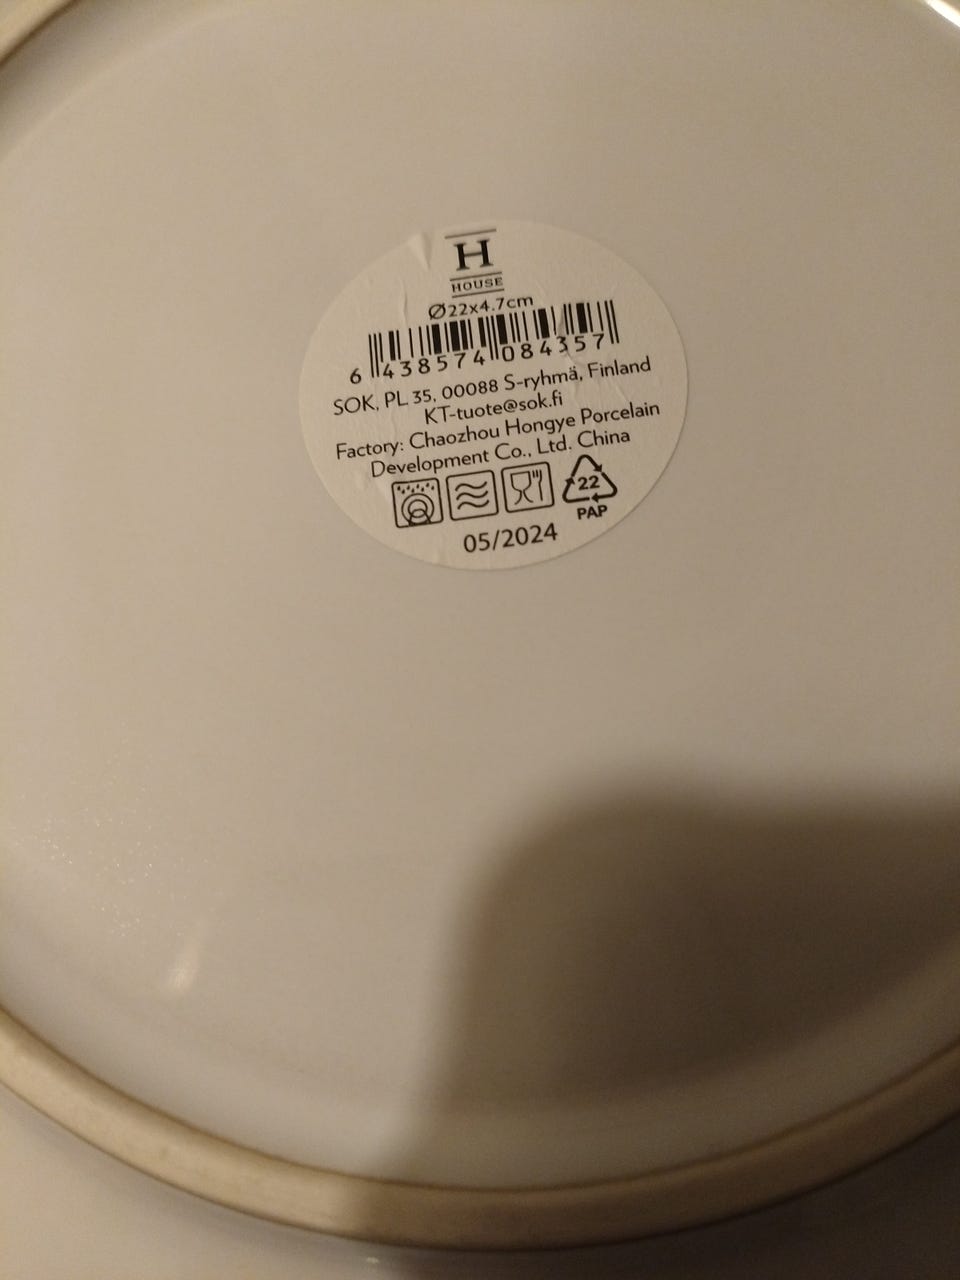 H
HOUSE
Ø22x4.7cm
6 438574 084357
SOK, PL 35, 00088 S-ryhmä, Finland
KT-tuote@sok.fi
Factory: Chaozhou Hongye Porcelain
Development Co., Ltd. China
22
PAP
05/2024